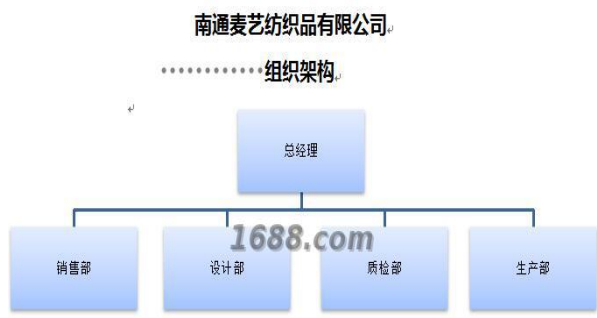 南通麦艺纺织品有限公司
组织架构
总经理
1688.com
销售部 设计部 质检部 生产部